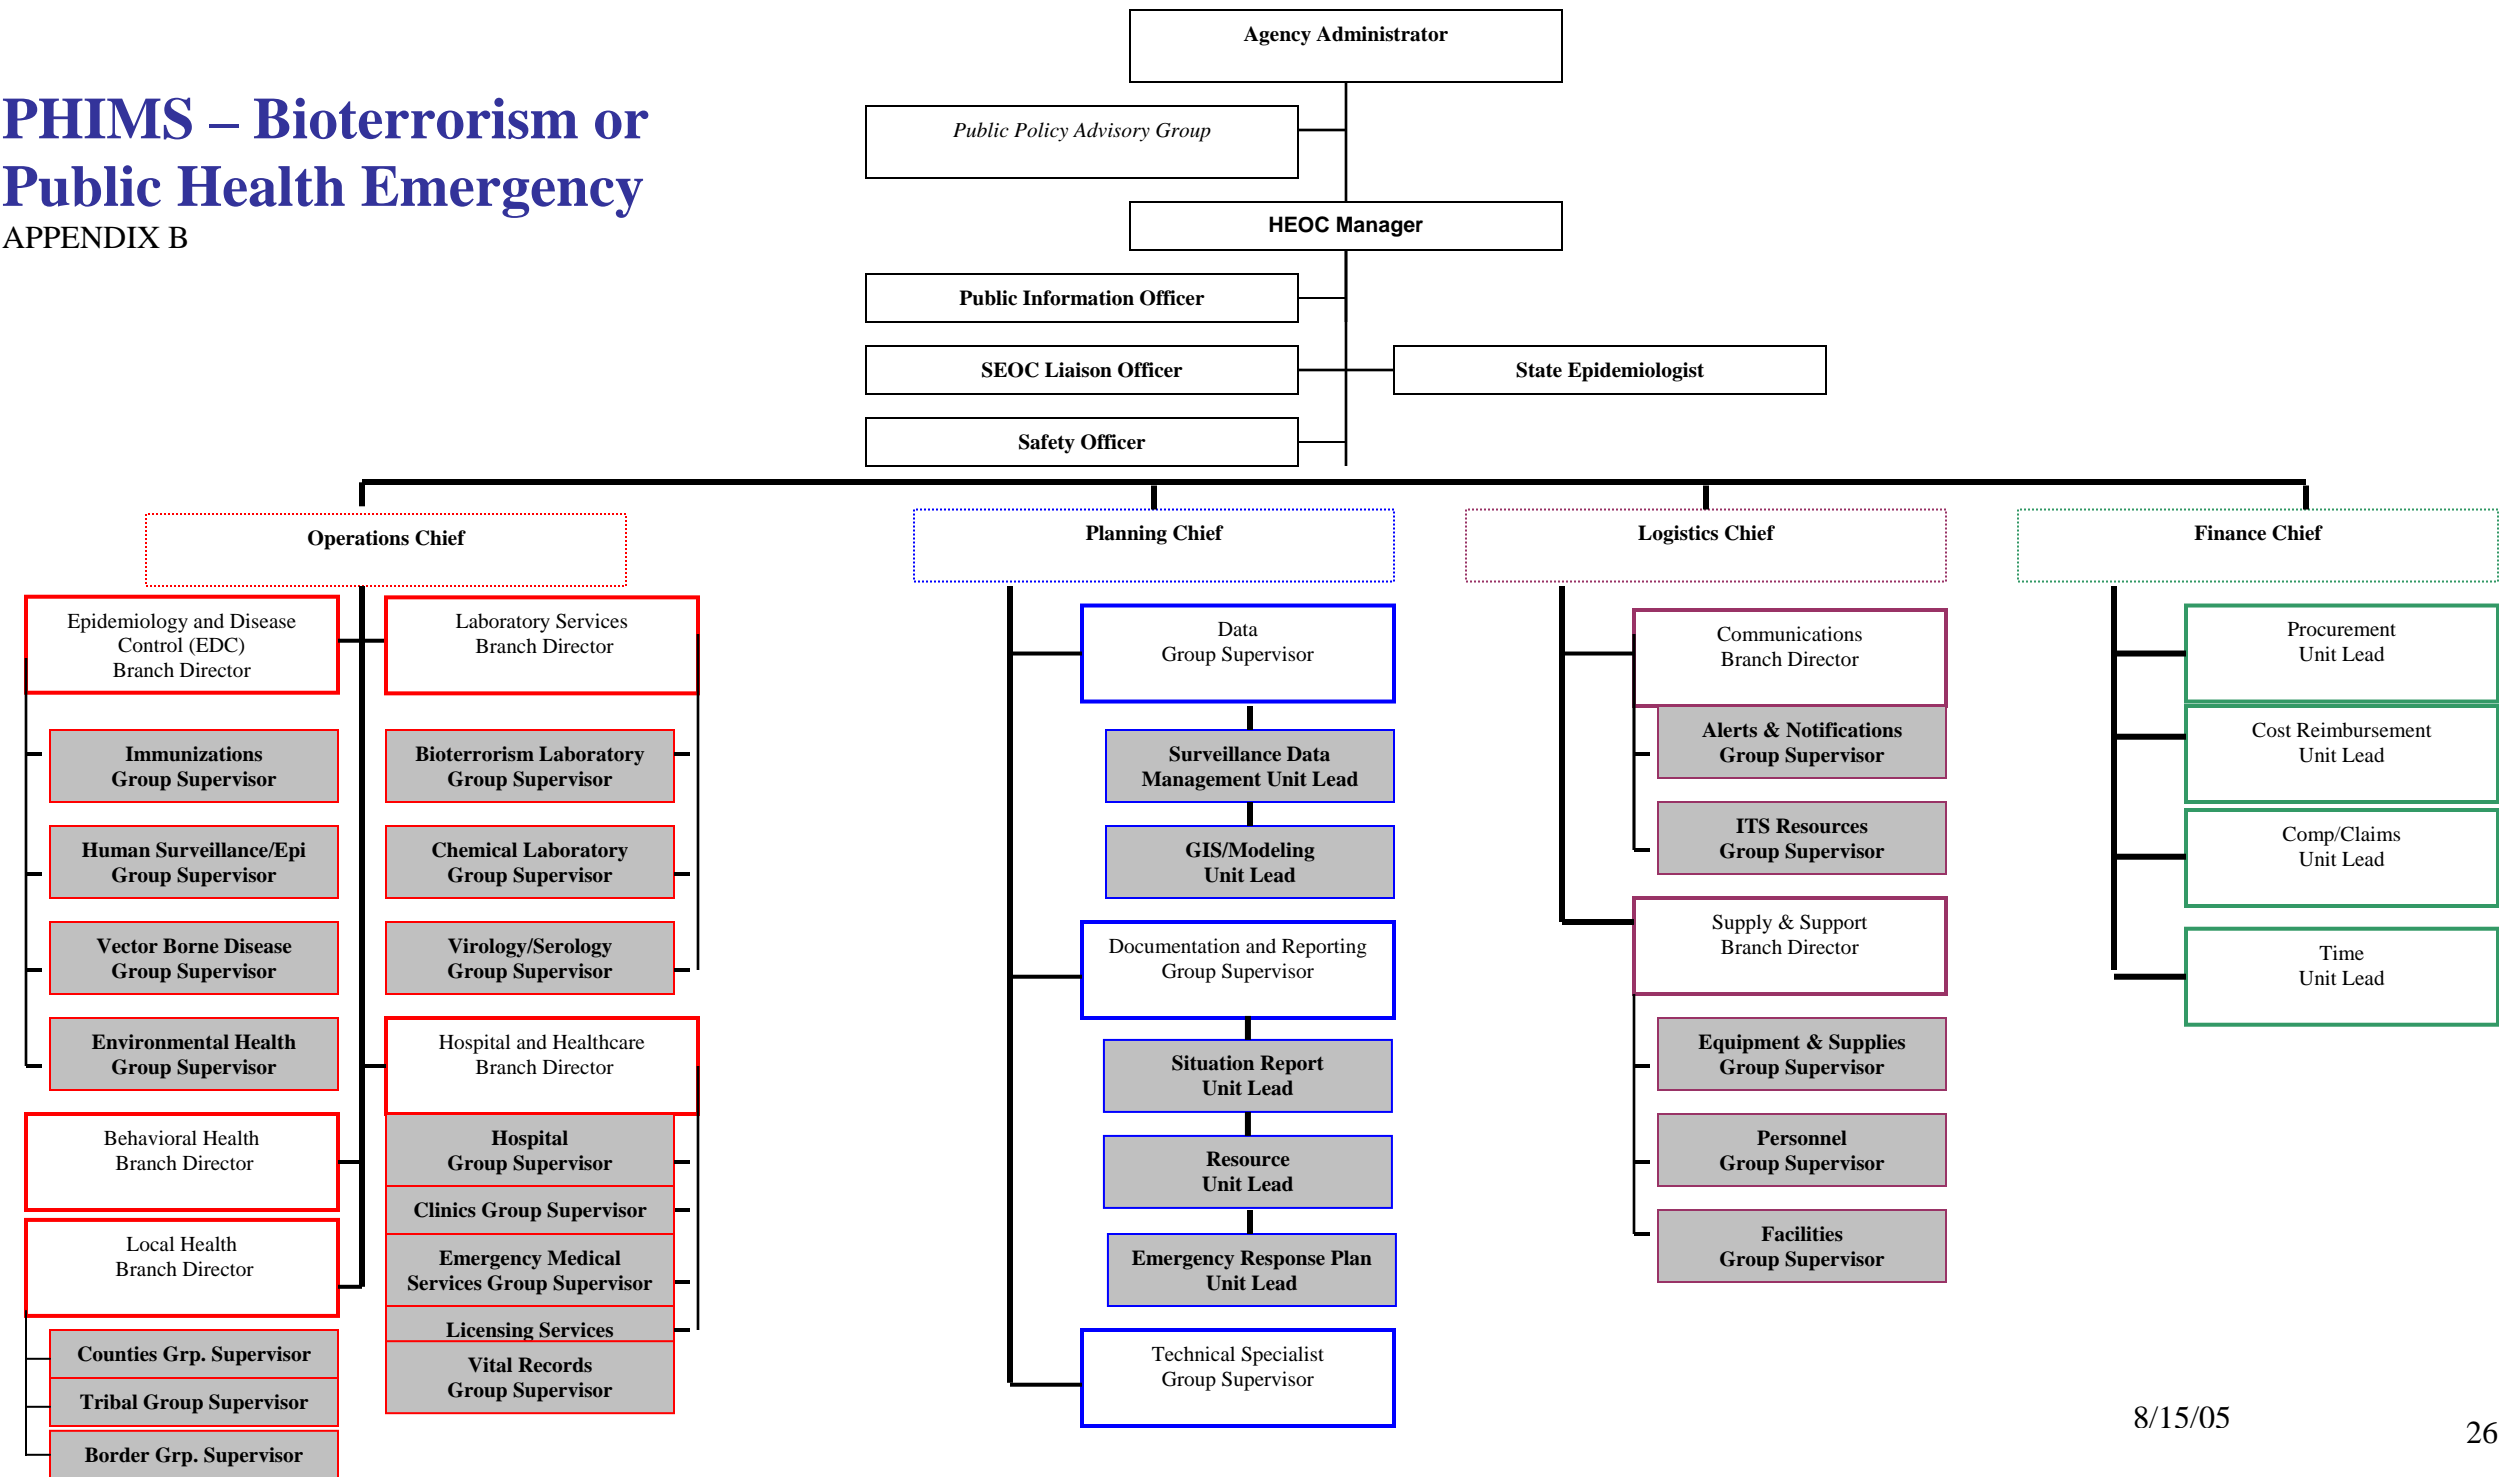 PHIMS – Bioterrorism or
Public Health Emergency
APPENDIX B
Agency Administrator
Public Policy Advisory Group
HEOC Manager
Public Information Officer
SEOC Liaison Officer
State Epidemiologist
Safety Officer
Operations Chief
Epidemiology and Disease
Control (EDC)
Branch Director
Immunizations
Group Supervisor
Human Surveillance/Epi
Group Supervisor
Vector Borne Disease
Group Supervisor
Environmental Health
Group Supervisor
Behavioral Health
Branch Director
Local Health
Branch Director
Counties Grp. Supervisor
Tribal Group Supervisor
Border Grp. Supervisor
Laboratory Services
Branch Director
Bioterrorism Laboratory
Group Supervisor
Chemical Laboratory
Group Supervisor
Virology/Serology
Group Supervisor
Hospital and Healthcare
Branch Director
Hospital
Group Supervisor
Clinics Group Supervisor
Emergency Medical
Services Group Supervisor
Licensing Services
Vital Records
Group Supervisor
Planning Chief
Data
Group Supervisor
Surveillance Data
Management Unit Lead
GIS/Modeling
Unit Lead
Documentation and Reporting
Group Supervisor
Situation Report
Unit Lead
Resource
Unit Lead
Emergency Response Plan
Unit Lead
Technical Specialist
Group Supervisor
Logistics Chief
Communications
Branch Director
Alerts & Notifications
Group Supervisor
ITS Resources
Group Supervisor
Supply & Support
Branch Director
Equipment & Supplies
Group Supervisor
Personnel
Group Supervisor
Facilities
Group Supervisor
Finance Chief
Procurement
Unit Lead
Cost Reimbursement
Unit Lead
Comp/Claims
Unit Lead
Time
Unit Lead
8/15/05
26